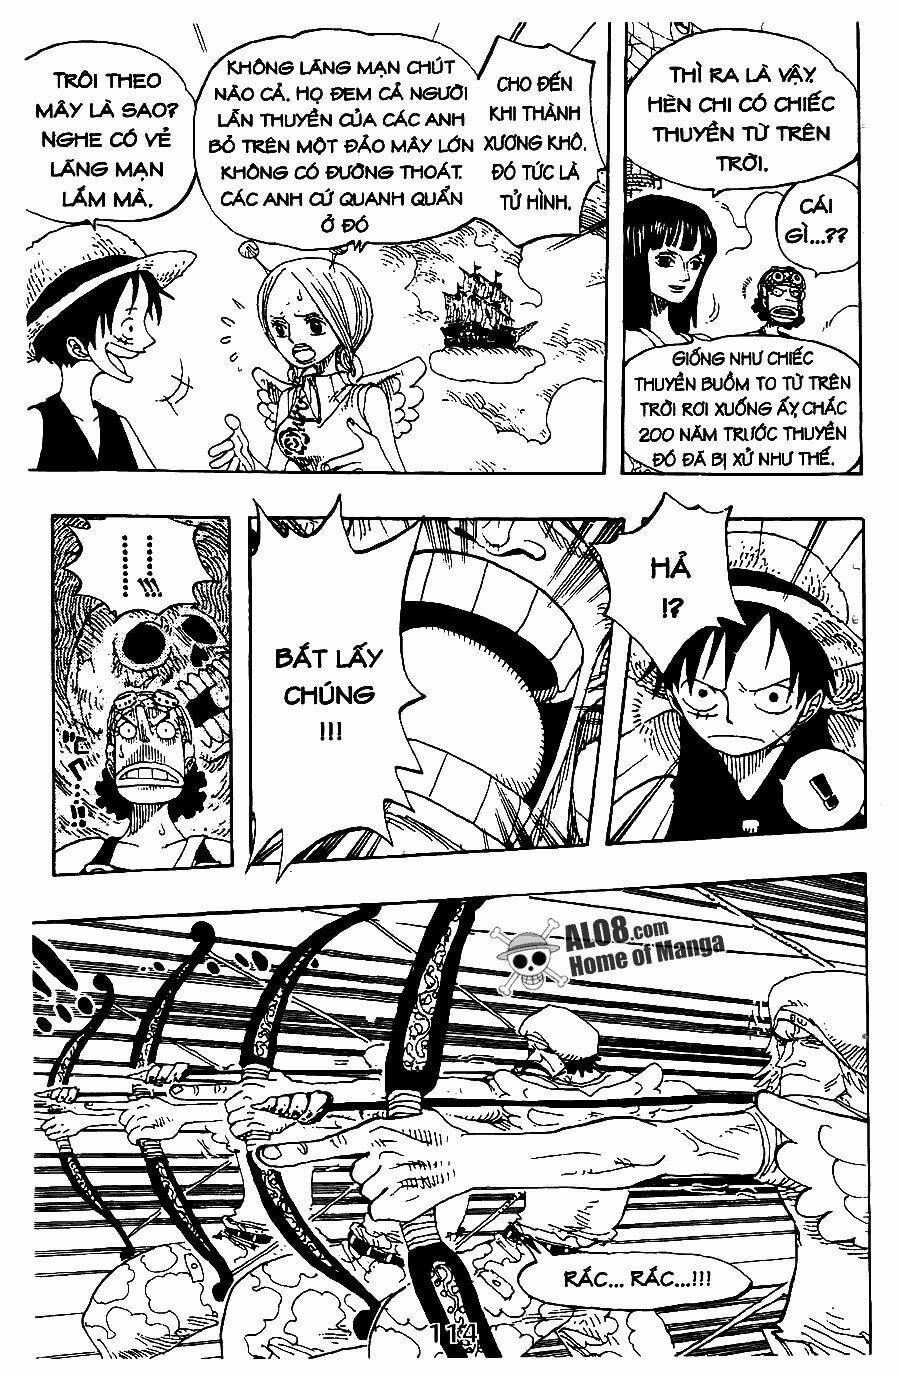 TRÔI THEO
MÂY LÀ SAO?
NGHE CÓ VẺ
LÃNG MẠN
LẮM MÀ.
KHÔNG LÃNG MẠN CHÚT
NÀO CẢ. HỌ ĐEM CẢ NGƯỜI
LẪN THUYỀN CỦA CÁC ANH
BỎ TRÊN MỘT ĐẢO MÂY LỚN
KHÔNG CÓ ĐƯỜNG THOÁT.
CÁC ANH CỨ QUANH QUẨN
Ở ĐÓ
CHO ĐẾN
KHI THÀNH
XƯƠNG KHÔ.
ĐÓ TỨC LÀ
TỬ HÌNH.
THÌ RA LÀ VẬY.
HÈN CHI CÓ CHIẾC
THUYỀN TỪ TRÊN
TRỜI.
CÁI
GÌ...??
GIỐNG NHƯ CHIẾC
THUYỀN BUỒM TO TỪ TRÊN
TRỜI RƠI XUỐNG ẤY, CHẮC
200 NĂM TRƯỚC THUYỀN
ĐÓ ĐÃ BỊ XỬ NHƯ THẾ.
......!!!
BẮT LẤY
CHÚNG
!!!
HẢ
!?
!!
AL08.com
Home of Manga
RẮC... RẮC...!!!
114